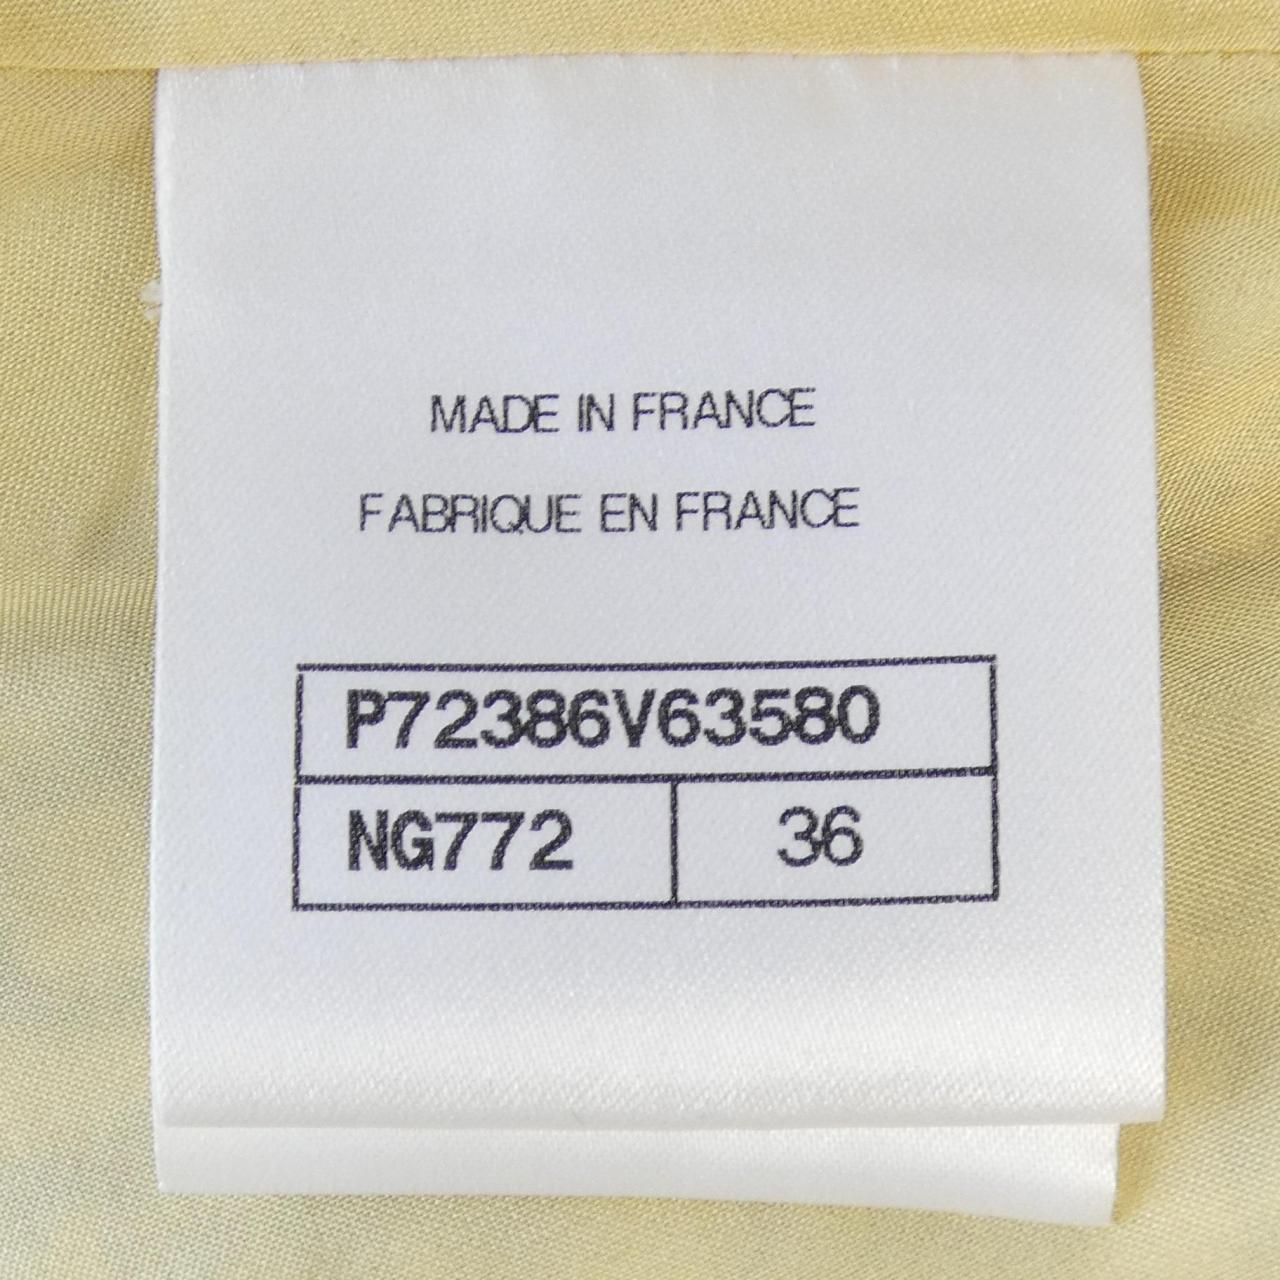 MADE IN FRANCE
FABRIQUE EN FRANCE
P72386V63580
NG772 36